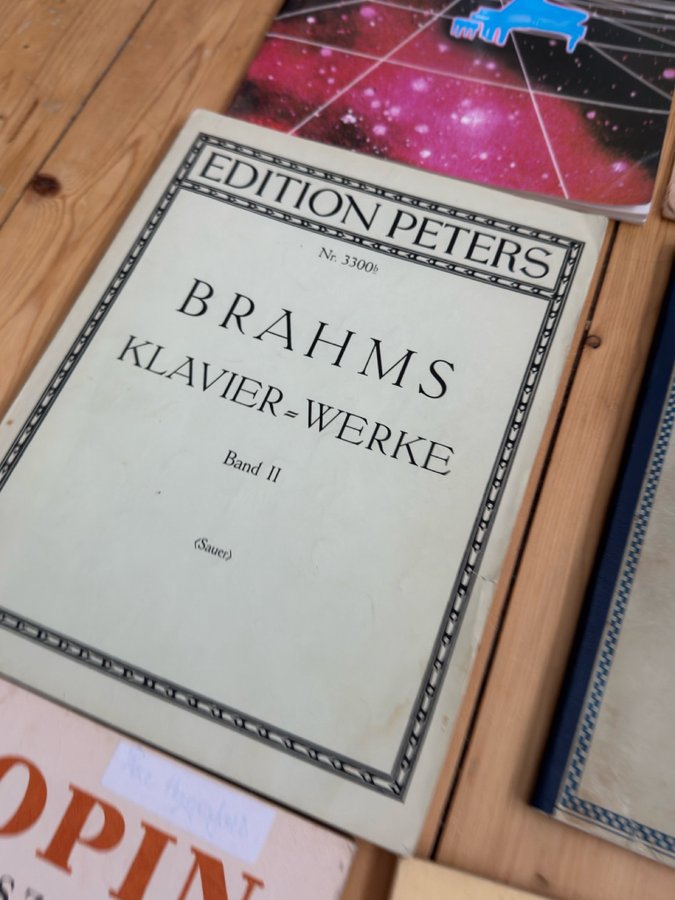 EDITION PETERS
Nr. 3300b
BRAHMS
KLAVIER=WERKE
Band II
(Sauer)
OPIN